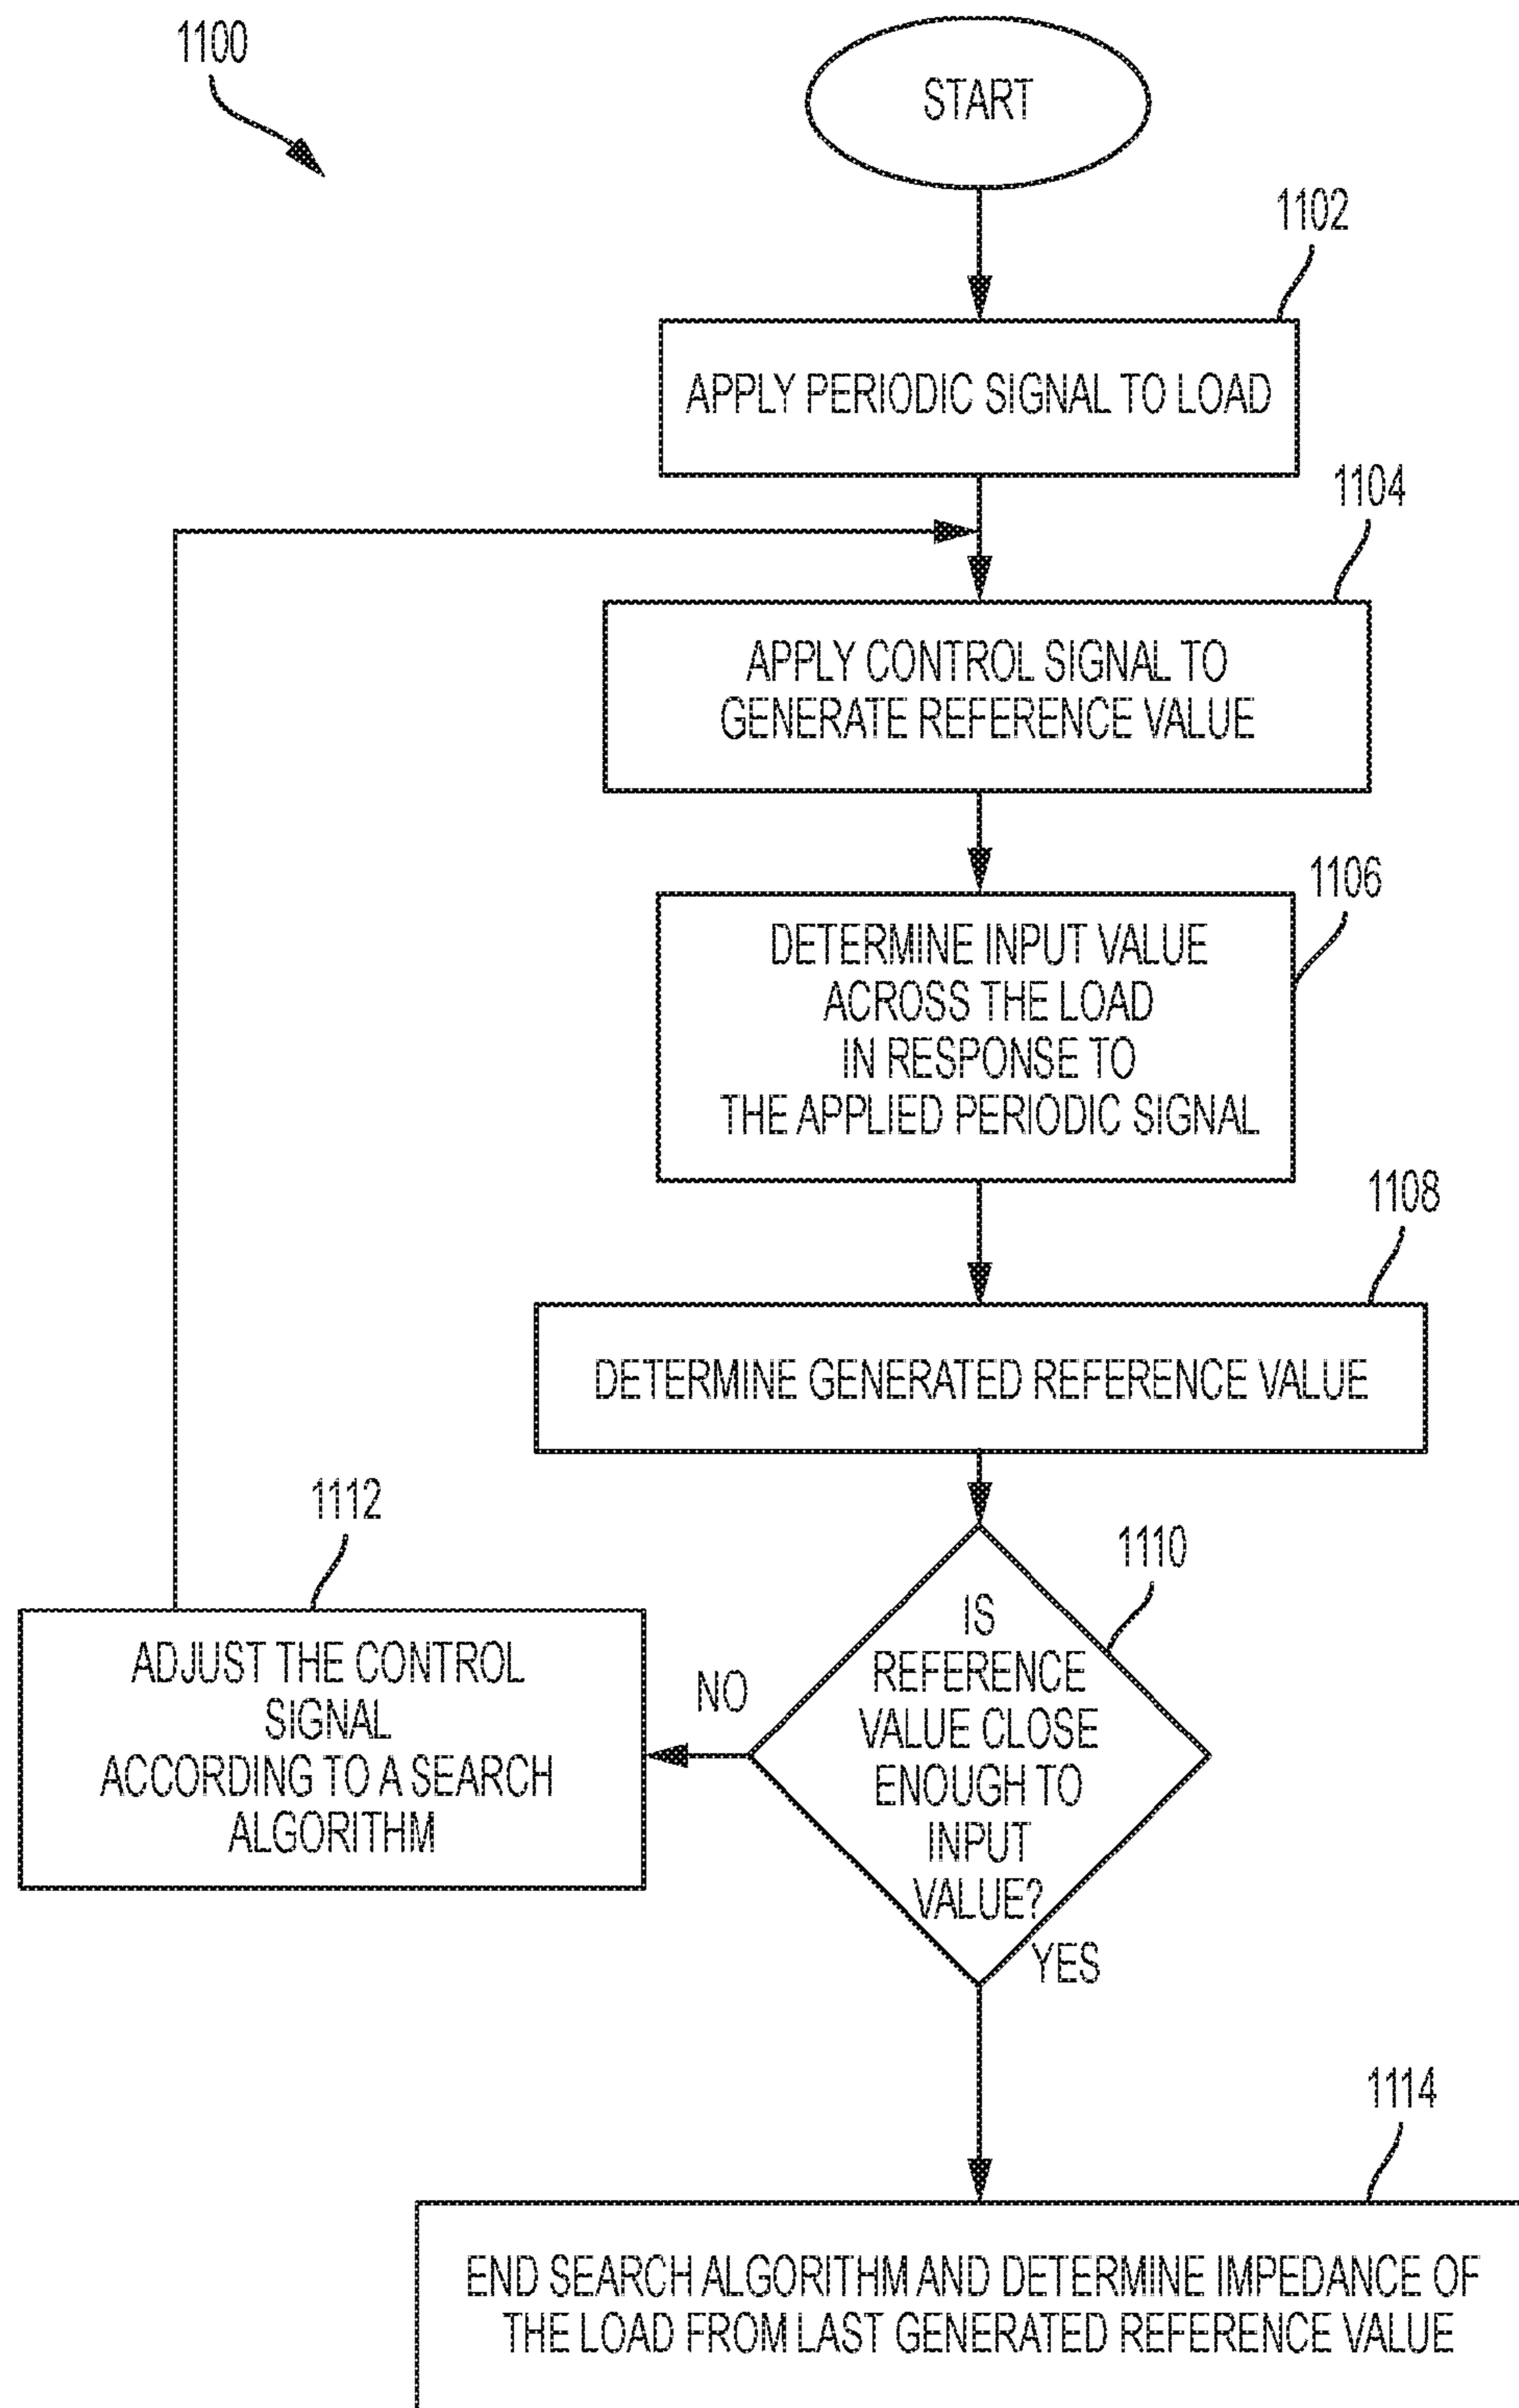 1100
START
1102
APPLY PERIODIC SIGNAL TO LOAD
1104
APPLY CONTROL SIGNAL TO
GENERATE REFERENCE VALUE
1106
DETERMINE INPUT VALUE
ACROSS THE LOAD
IN RESPONSE TO
THE APPLIED PERIODIC SIGNAL
1108
DETERMINE GENERATED REFERENCE VALUE
1110
IS
REFERENCE
VALUE CLOSE
ENOUGH TO
INPUT
VALUE?
NO
1112
ADJUST THE CONTROL
SIGNAL
ACCORDING TO A SEARCH
ALGORITHM
YES
1114
END SEARCH ALGORITHM AND DETERMINE IMPEDANCE OF
THE LOAD FROM LAST GENERATED REFERENCE VALUE